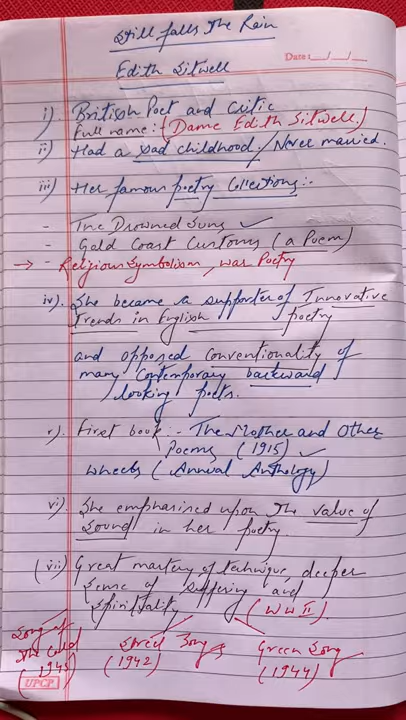 Still falls The Rain
Date: __/__/__
Edith Sitwell
i) British Poet and Critic
Full name: (Dame Edith Sitwell.)
ii) Had a sad childhood / Never married.
iii) Her famous poetry Collections:-
- The Drowned Suns ✓
- Gold Coast Customs (a Poem)
→ - Religious Symbolism, war Poetry
iv). She became a supporter of Innovative
Trends in English poetry
and opposed conventionality of
many contemporary backward
looking poets.
v). First book:- The Mother and Other
Poems (1915) ✓
Wheels (Annual Anthology)
vi). She emphasised upon the value of
sound in her poetry.
(vii) Great mastery of technique, deeper
sense of suffering and
spirituality (WW II).
Song of
The Cold
(1945)
Street Songs
(1942)
Green Song
(1944)
UPCP